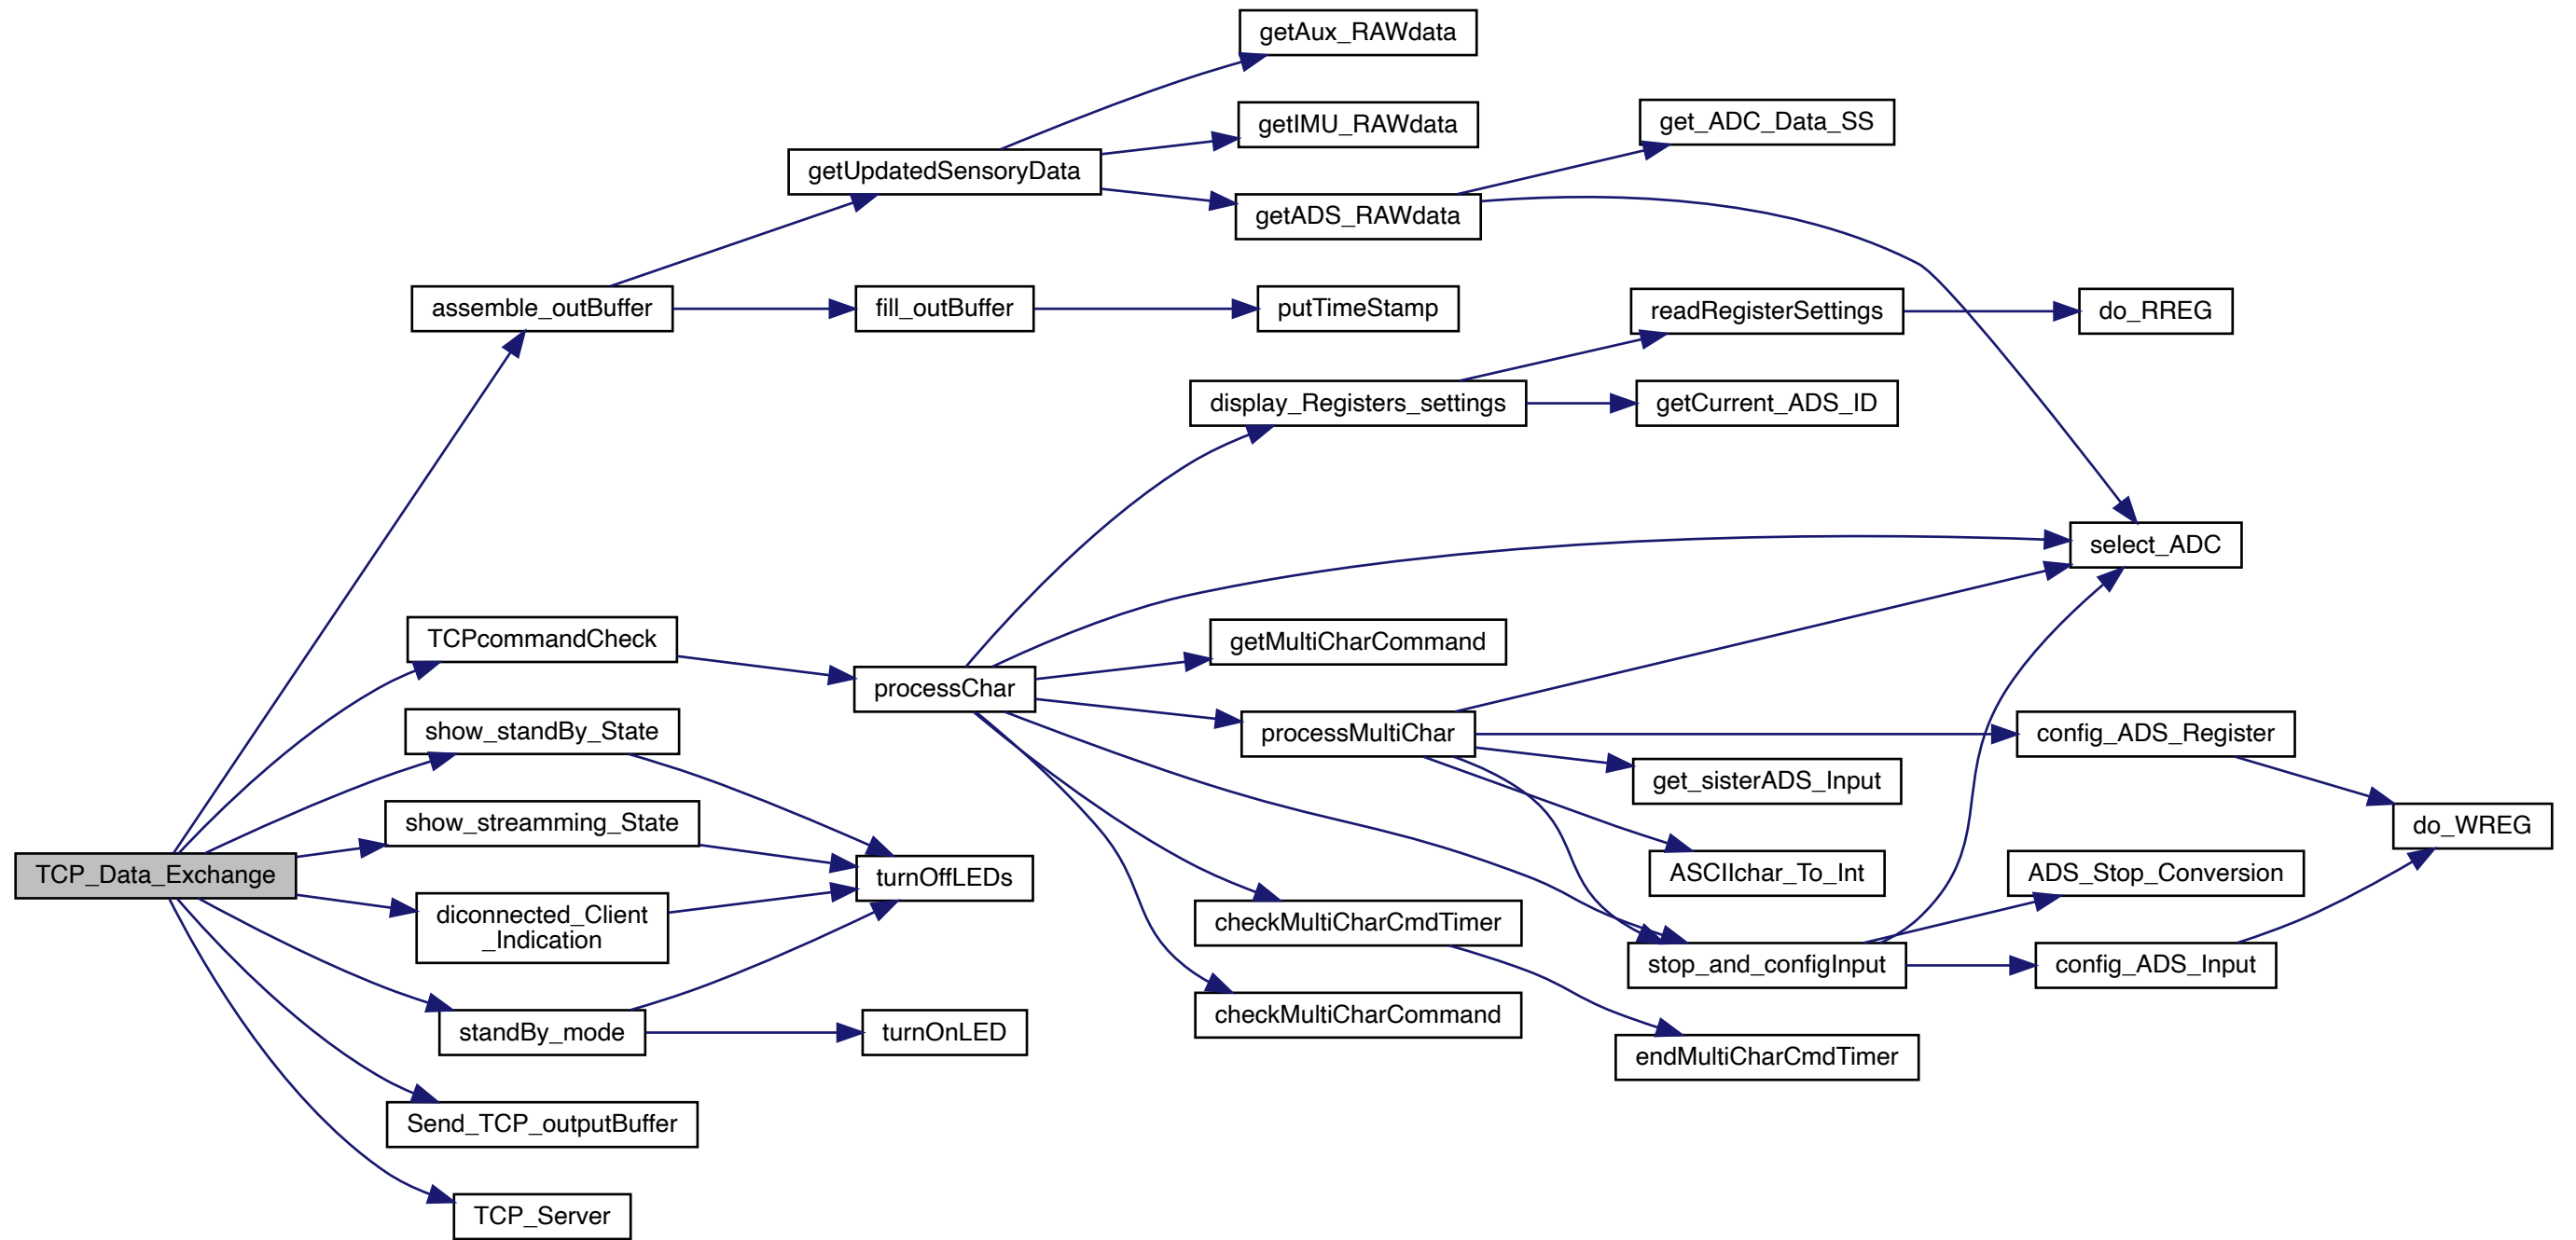 getAux_RAWdata
getIMU_RAWdata
get_ADC_Data_SS
getUpdatedSensoryData
getADS_RAWdata
assemble_outBuffer
fill_outBuffer
putTimeStamp
readRegisterSettings
do_RREG
display_Registers_settings
getCurrent_ADS_ID
select_ADC
TCPcommandCheck
getMultiCharCommand
processChar
show_standBy_State
processMultiChar
config_ADS_Register
get_sisterADS_Input
show_streamming_State
do_WREG
TCP_Data_Exchange
turnOffLEDs
ASCIIchar_To_Int
ADS_Stop_Conversion
diconnected_Client
_Indication
checkMultiCharCmdTimer
stop_and_configInput
config_ADS_Input
checkMultiCharCommand
standBy_mode
turnOnLED
endMultiCharCmdTimer
Send_TCP_outputBuffer
TCP_Server